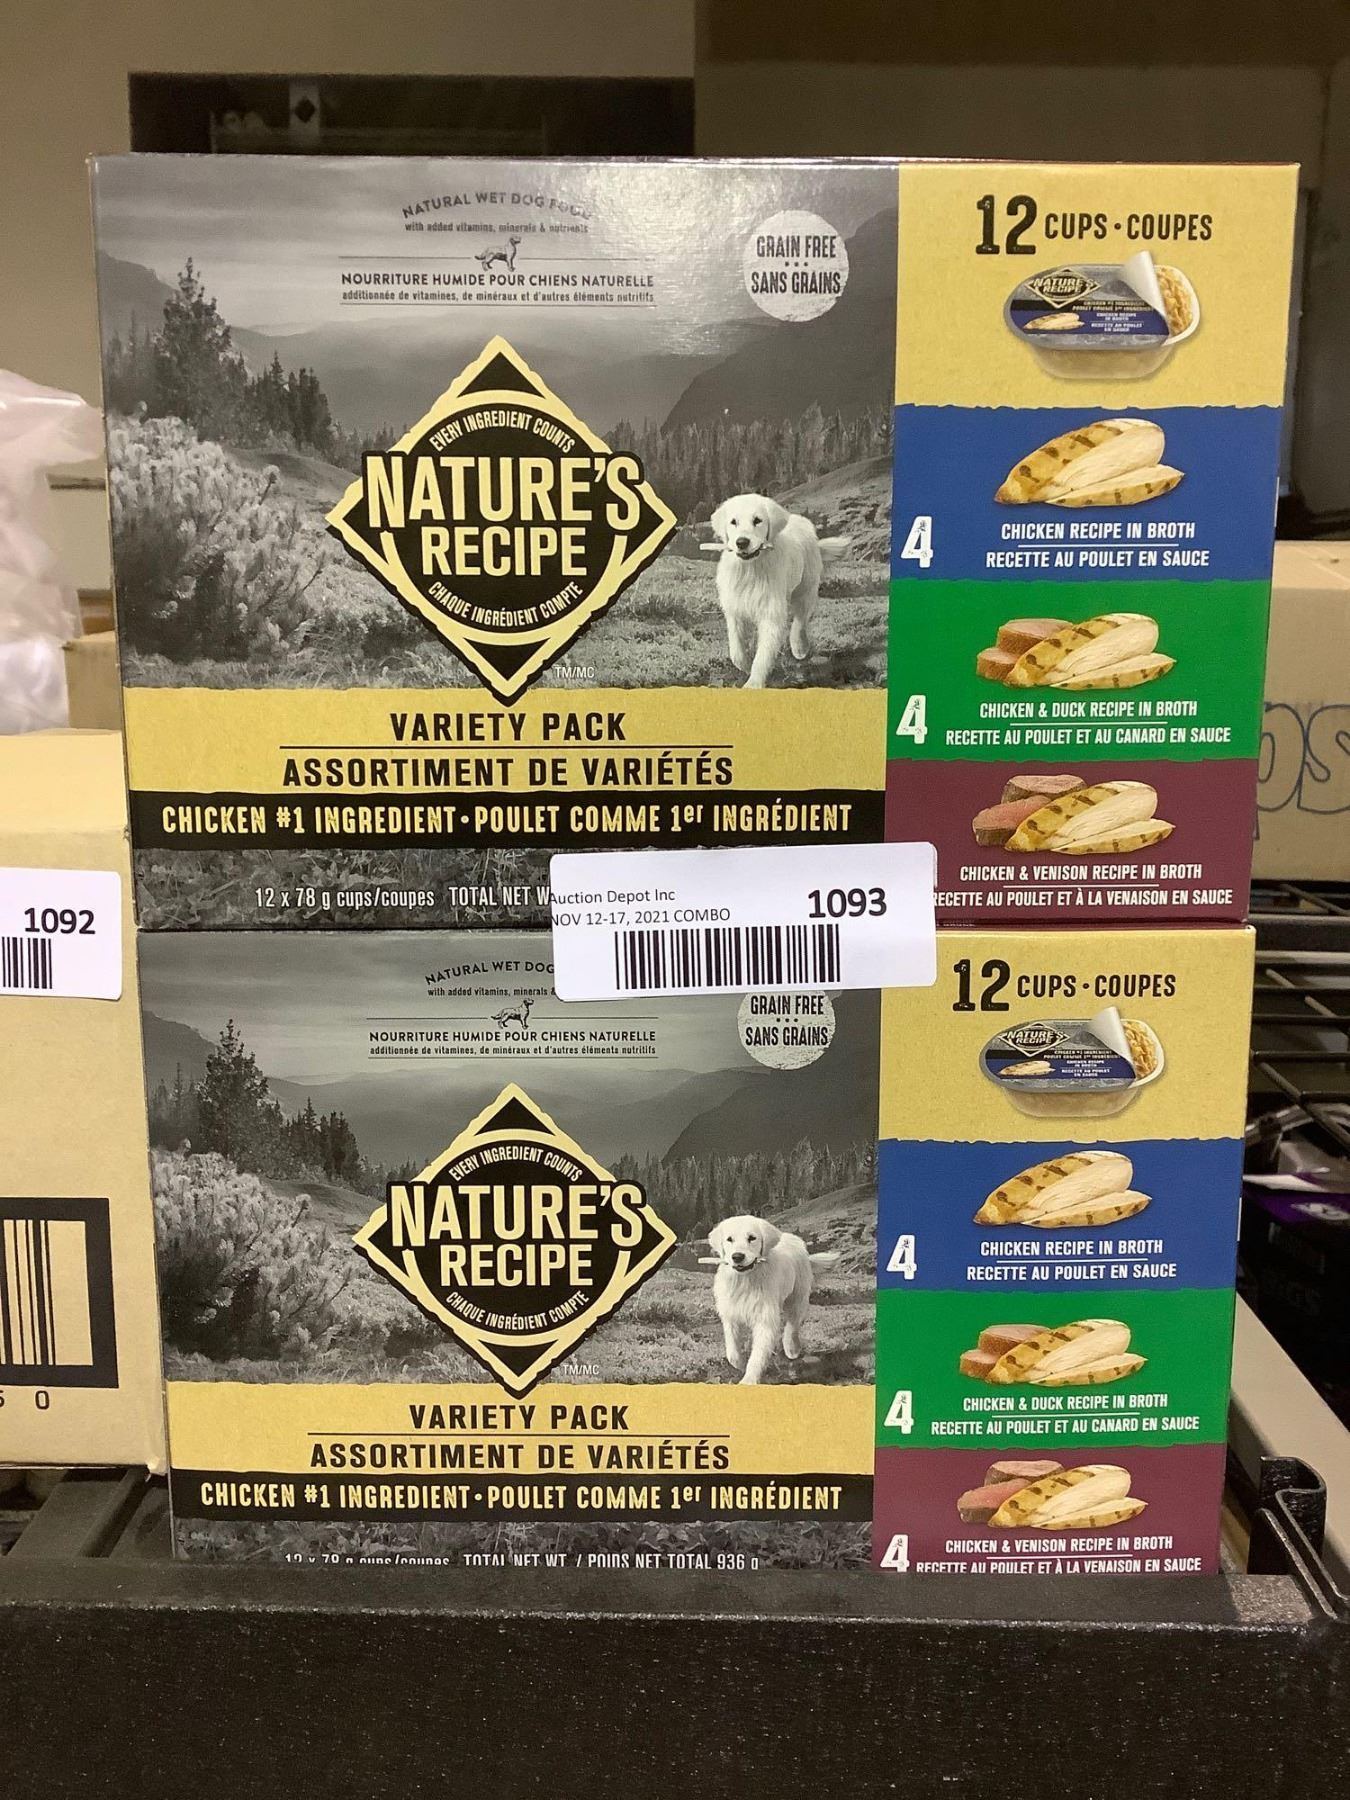 NATURAL WET DOG FOOD
with added vitamins, minerals & nutrients
NOURRITURE HUMIDE POUR CHIENS NATURELLE
additionnée de vitamines, de minéraux et d'autres éléments nutritifs
GRAIN FREE
SANS GRAINS
EVERY INGREDIENT COUNTS
NATURE'S
RECIPE
CHAQUE INGRÉDIENT COMPTE
TM/MC
VARIETY PACK
ASSORTIMENT DE VARIÉTÉS
CHICKEN #1 INGREDIENT • POULET COMME 1er INGRÉDIENT
12 x 78 g cups/coupes TOTAL NET W
12 CUPS • COUPES
NATURE'S
RECIPE
4 CHICKEN RECIPE IN BROTH
RECETTE AU POULET EN SAUCE
4 CHICKEN & DUCK RECIPE IN BROTH
RECETTE AU POULET ET AU CANARD EN SAUCE
CHICKEN & VENISON RECIPE IN BROTH
RECETTE AU POULET ET À LA VENAISON EN SAUCE
Auction Depot Inc
NOV 12-17, 2021 COMBO
1093
1092
NATURAL WET DOG
with added vitamins, minerals &
NOURRITURE HUMIDE POUR CHIENS NATURELLE
additionnée de vitamines, de minéraux et d'autres éléments nutritifs
GRAIN FREE
SANS GRAINS
EVERY INGREDIENT COUNTS
NATURE'S
RECIPE
CHAQUE INGRÉDIENT COMPTE
TM/MC
VARIETY PACK
ASSORTIMENT DE VARIÉTÉS
CHICKEN #1 INGREDIENT • POULET COMME 1er INGRÉDIENT
12 x 78 g cups/coupes TOTAL NET WT / POIDS NET TOTAL 936 g
12 CUPS • COUPES
NATURE'S
RECIPE
4 CHICKEN RECIPE IN BROTH
RECETTE AU POULET EN SAUCE
4 CHICKEN & DUCK RECIPE IN BROTH
RECETTE AU POULET ET AU CANARD EN SAUCE
4 CHICKEN & VENISON RECIPE IN BROTH
RECETTE AU POULET ET À LA VENAISON EN SAUCE
5 0